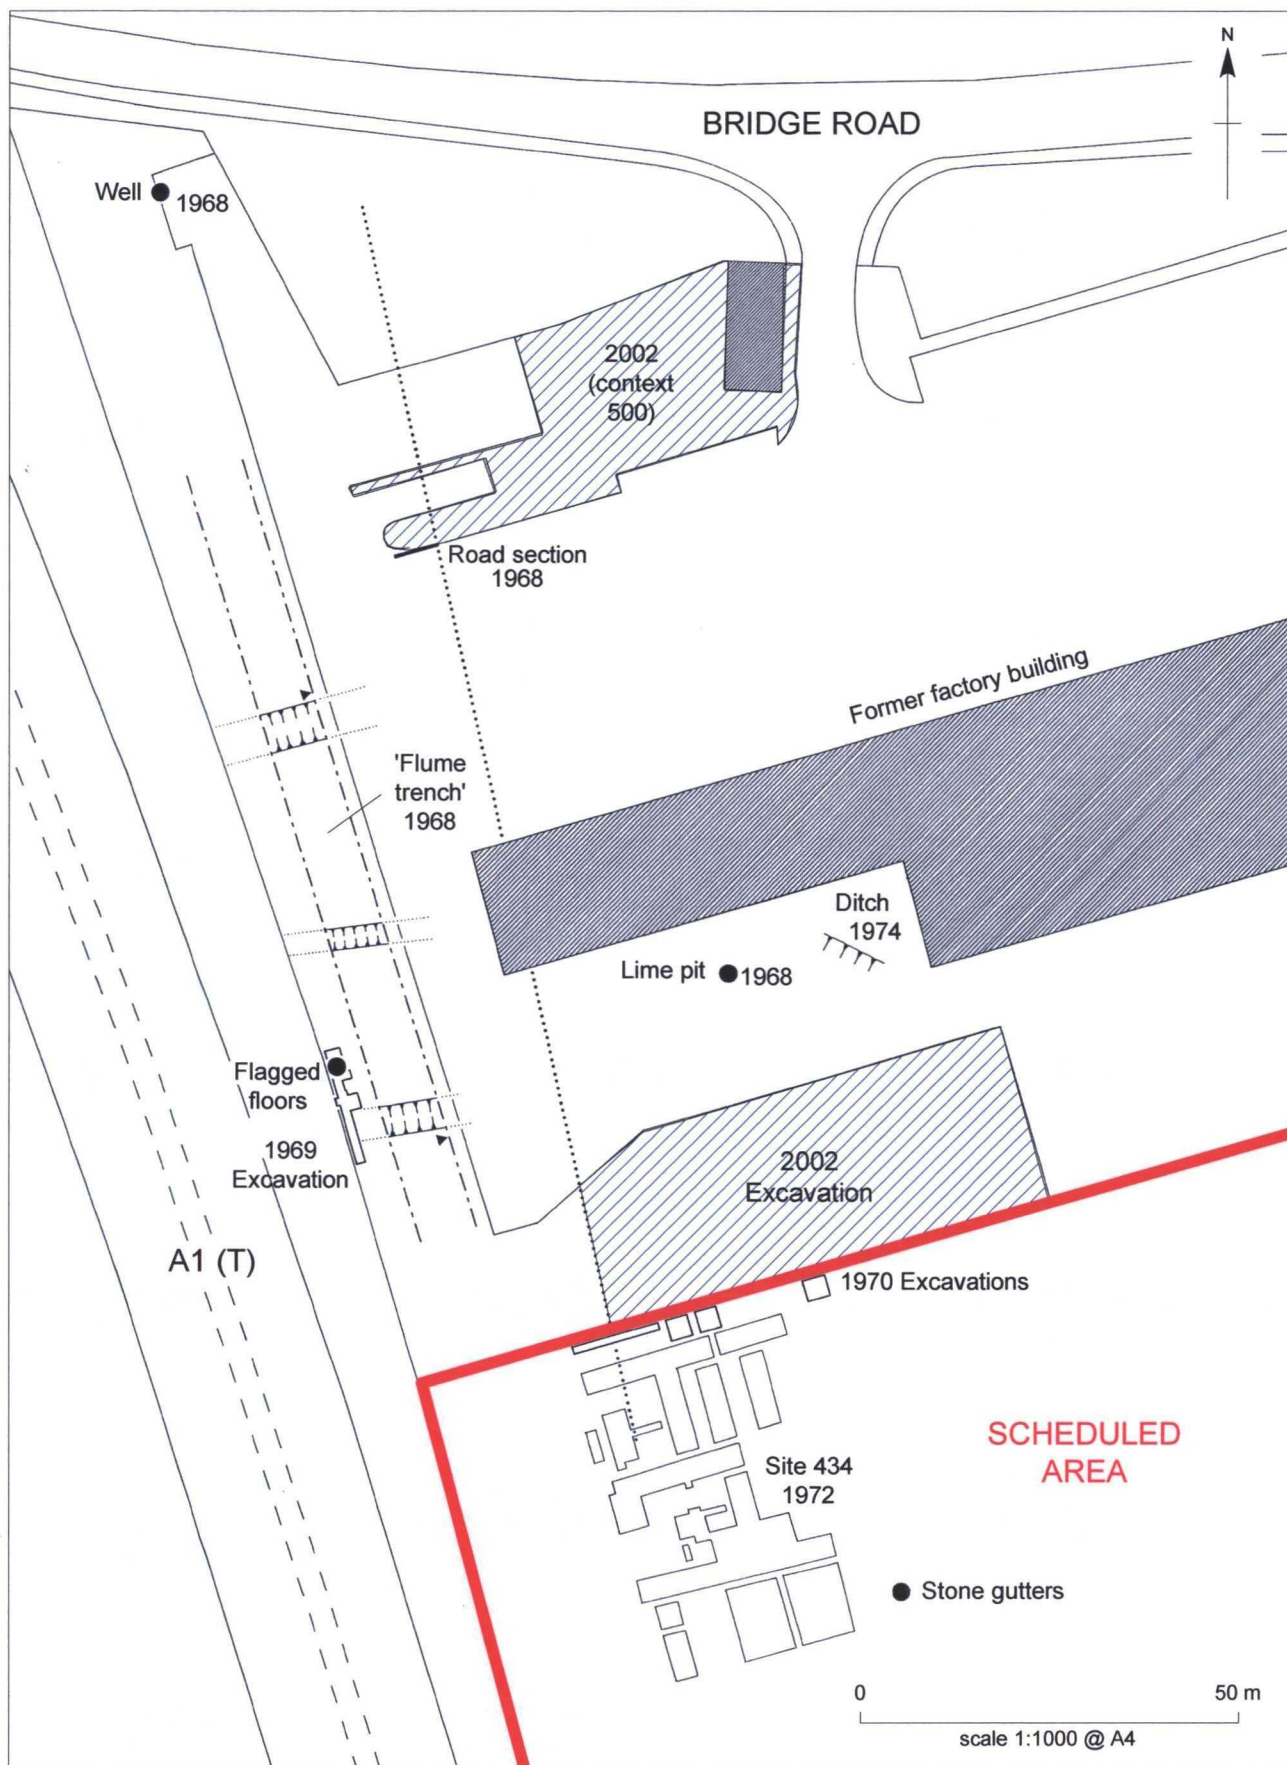 N
BRIDGE ROAD
Well
1968
2002
(context
500)
Road section
1968
Former factory building
'Flume
trench'
1968
Ditch
1974
Lime pit
1968
Flagged
floors
1969
Excavation
2002
Excavation
A1 (T)
1970 Excavations
SCHEDULED
AREA
Site 434
1972
Stone gutters
0 50 m
scale 1:1000 @ A4